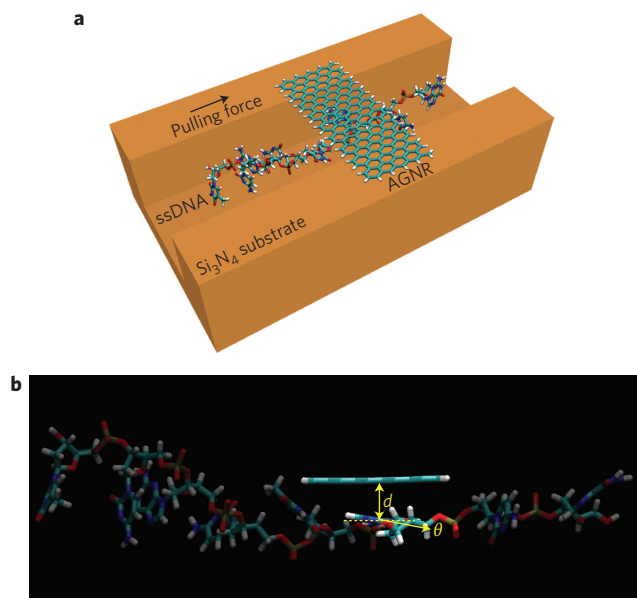 a
Pulling force
ssDNA
AGNR
Si₃N₄ substrate
b
d
θ